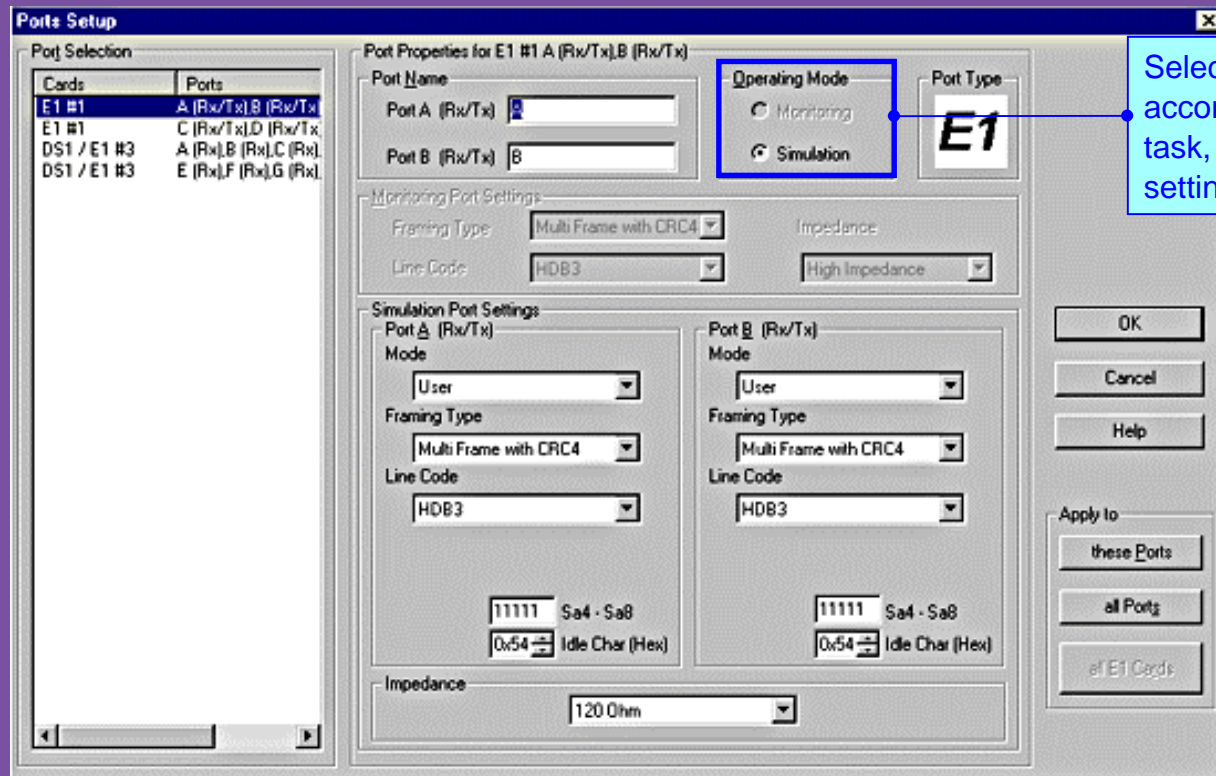 Ports Setup
Port Selection
Cards Ports
E1 #1 A (Rx/Tx),B (Rx/Tx
E1 #1 C (Rx/Tx),D (Rx/Tx,
DS1 / E1 #3 A (Rx),B (Rx),C (Rx),
DS1 / E1 #3 E (Rx),F (Rx),G (Rx),
Port Properties for E1 #1 A (Rx/Tx),B (Rx/Tx)
Port Name
Port A (Rx/Tx) A
Port B (Rx/Tx) B
Operating Mode
Monitoring
Simulation
Port Type
E1
Monitoring Port Settings
Framing Type Multi Frame with CRC4
Line Code HDB3
Impedance
High Impedance
Simulation Port Settings
Port A (Rx/Tx)
Mode
User
Framing Type
Multi Frame with CRC4
Line Code
HDB3
11111 Sa4 - Sa8
0x54 Idle Char (Hex)
Port B (Rx/Tx)
Mode
User
Framing Type
Multi Frame with CRC4
Line Code
HDB3
11111 Sa4 - Sa8
0x54 Idle Char (Hex)
Impedance
120 Ohm
OK
Cancel
Help
Apply to
these Ports
all Ports
all E1 Cards
Selec
accor
task,
settin